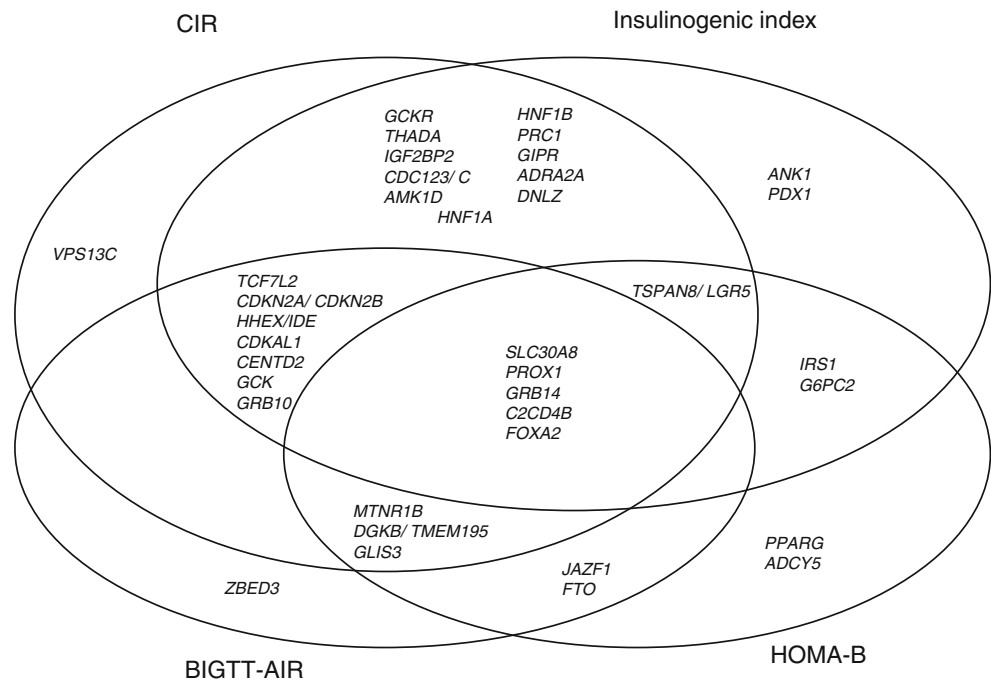 CIR
Insulinogenic index
GCKR
THADA
IGF2BP2
CDC123/ C
AMK1D
HNF1A
HNF1B
PRC1
GIPR
ADRA2A
DNLZ
ANK1
PDX1
VPS13C
TCF7L2
CDKN2A/ CDKN2B
HHEX/IDE
CDKAL1
CENTD2
GCK
GRB10
TSPAN8/ LGR5
SLC30A8
PROX1
GRB14
C2CD4B
FOXA2
IRS1
G6PC2
MTNR1B
DGKB/ TMEM195
GLIS3
JAZF1
FTO
PPARG
ADCY5
ZBED3
BIGTT-AIR
HOMA-B